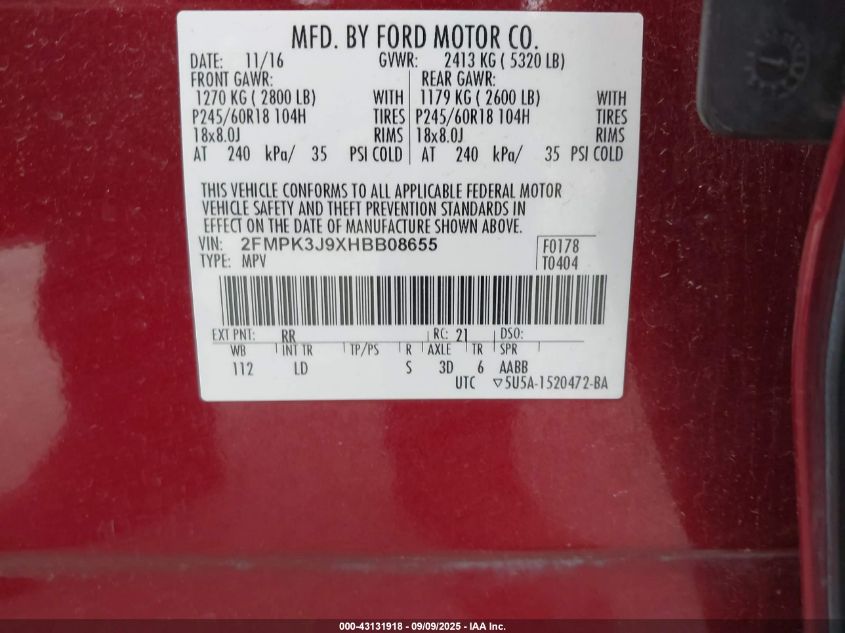 MFD. BY FORD MOTOR CO.
DATE: 11/16 GVWR: 2413 KG ( 5320 LB)
FRONT GAWR: REAR GAWR:
1270 KG ( 2800 LB) WITH 1179 KG ( 2600 LB) WITH
P245/60R18 104H TIRES P245/60R18 104H TIRES
18x8.0J RIMS 18x8.0J RIMS
AT 240 kPa/ 35 PSI COLD AT 240 kPa/ 35 PSI COLD
THIS VEHICLE CONFORMS TO ALL APPLICABLE FEDERAL MOTOR
VEHICLE SAFETY AND THEFT PREVENTION STANDARDS IN
EFFECT ON THE DATE OF MANUFACTURE SHOWN ABOVE.
VIN: 2FMPK3J9XHBB08655 F0178
TYPE: MPV T0404
EXT PNT: RR RC: 21 DSO:
WB INT TR TP/PS R AXLE TR SPR
112 LD S 3D 6 AABB
UTC ▽5U5A-1520472-BA
000-43131918 - 09/09/2025 - IAA Inc.